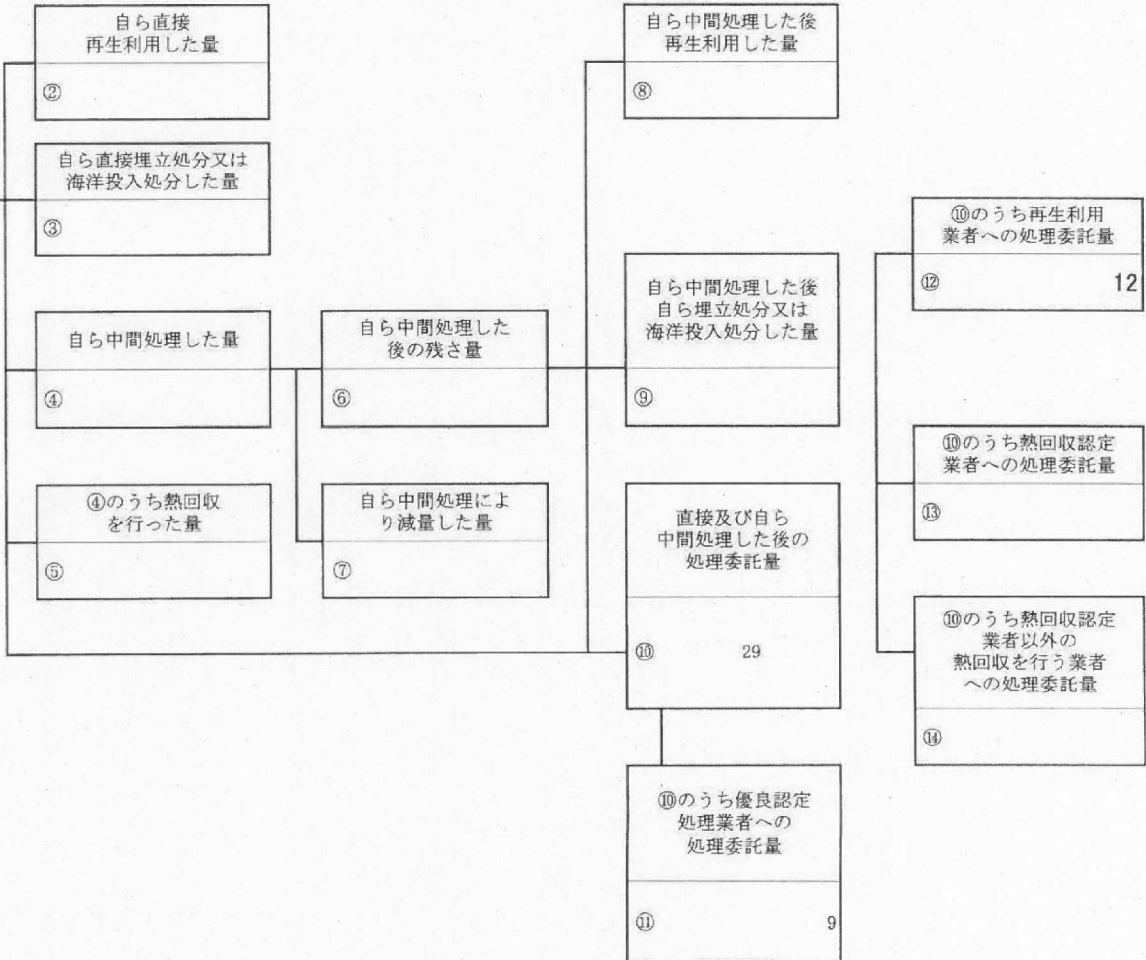 自ら直接
再生利用した量
②
自ら直接埋立処分又は
海洋投入処分した量
③
自ら中間処理した量
④
④のうち熱回収
を行った量
⑤
自ら中間処理した
後の残さ量
⑥
自ら中間処理によ
り減量した量
⑦
自ら中間処理した後
再生利用した量
⑧
自ら中間処理した後
自ら埋立処分又は
海洋投入処分した量
⑨
直接及び自ら
中間処理した後の
処理委託量
⑩ 29
⑩のうち優良認定
処理業者への
処理委託量
⑪ 9
⑩のうち再生利用
業者への処理委託量
⑫ 12
⑩のうち熱回収認定
業者への処理委託量
⑬
⑩のうち熱回収認定
業者以外の
熱回収を行う業者
への処理委託量
⑭